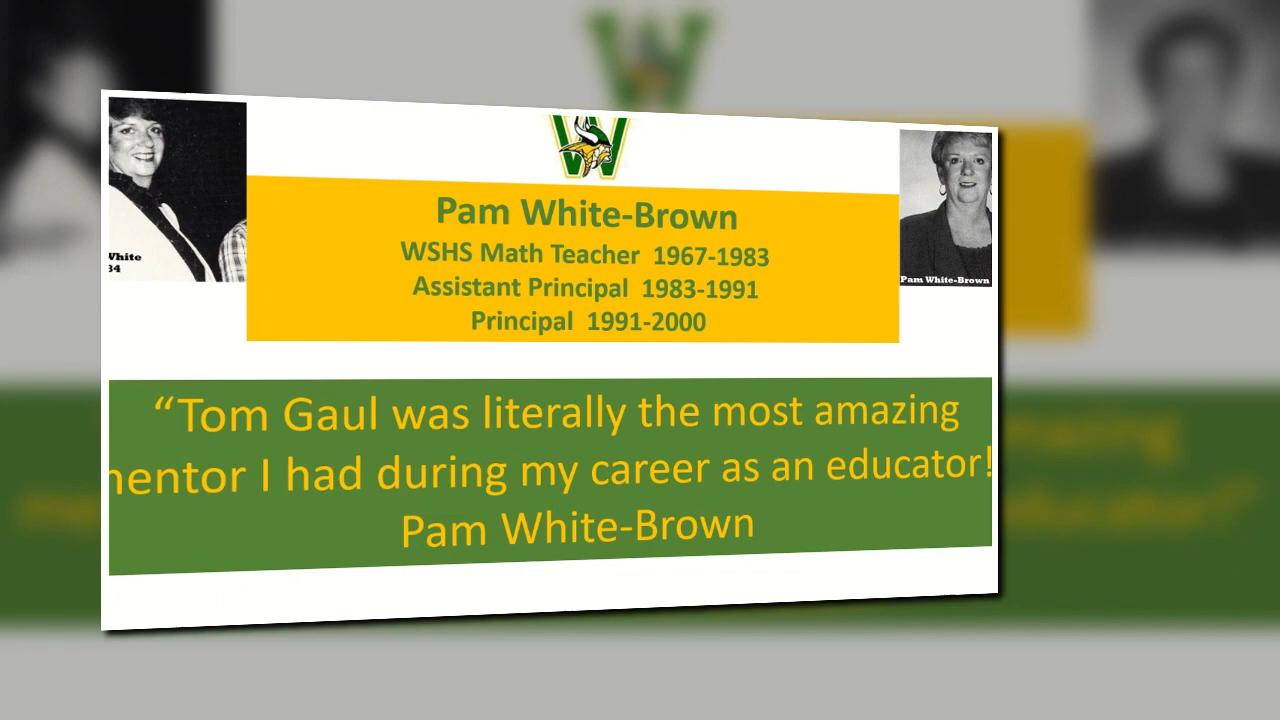 Pam White-Brown
WSHS Math Teacher 1967-1983
Assistant Principal 1983-1991
Principal 1991-2000
White
34
Pam White-Brown
“Tom Gaul was literally the most amazing
mentor I had during my career as an educator!
Pam White-Brown